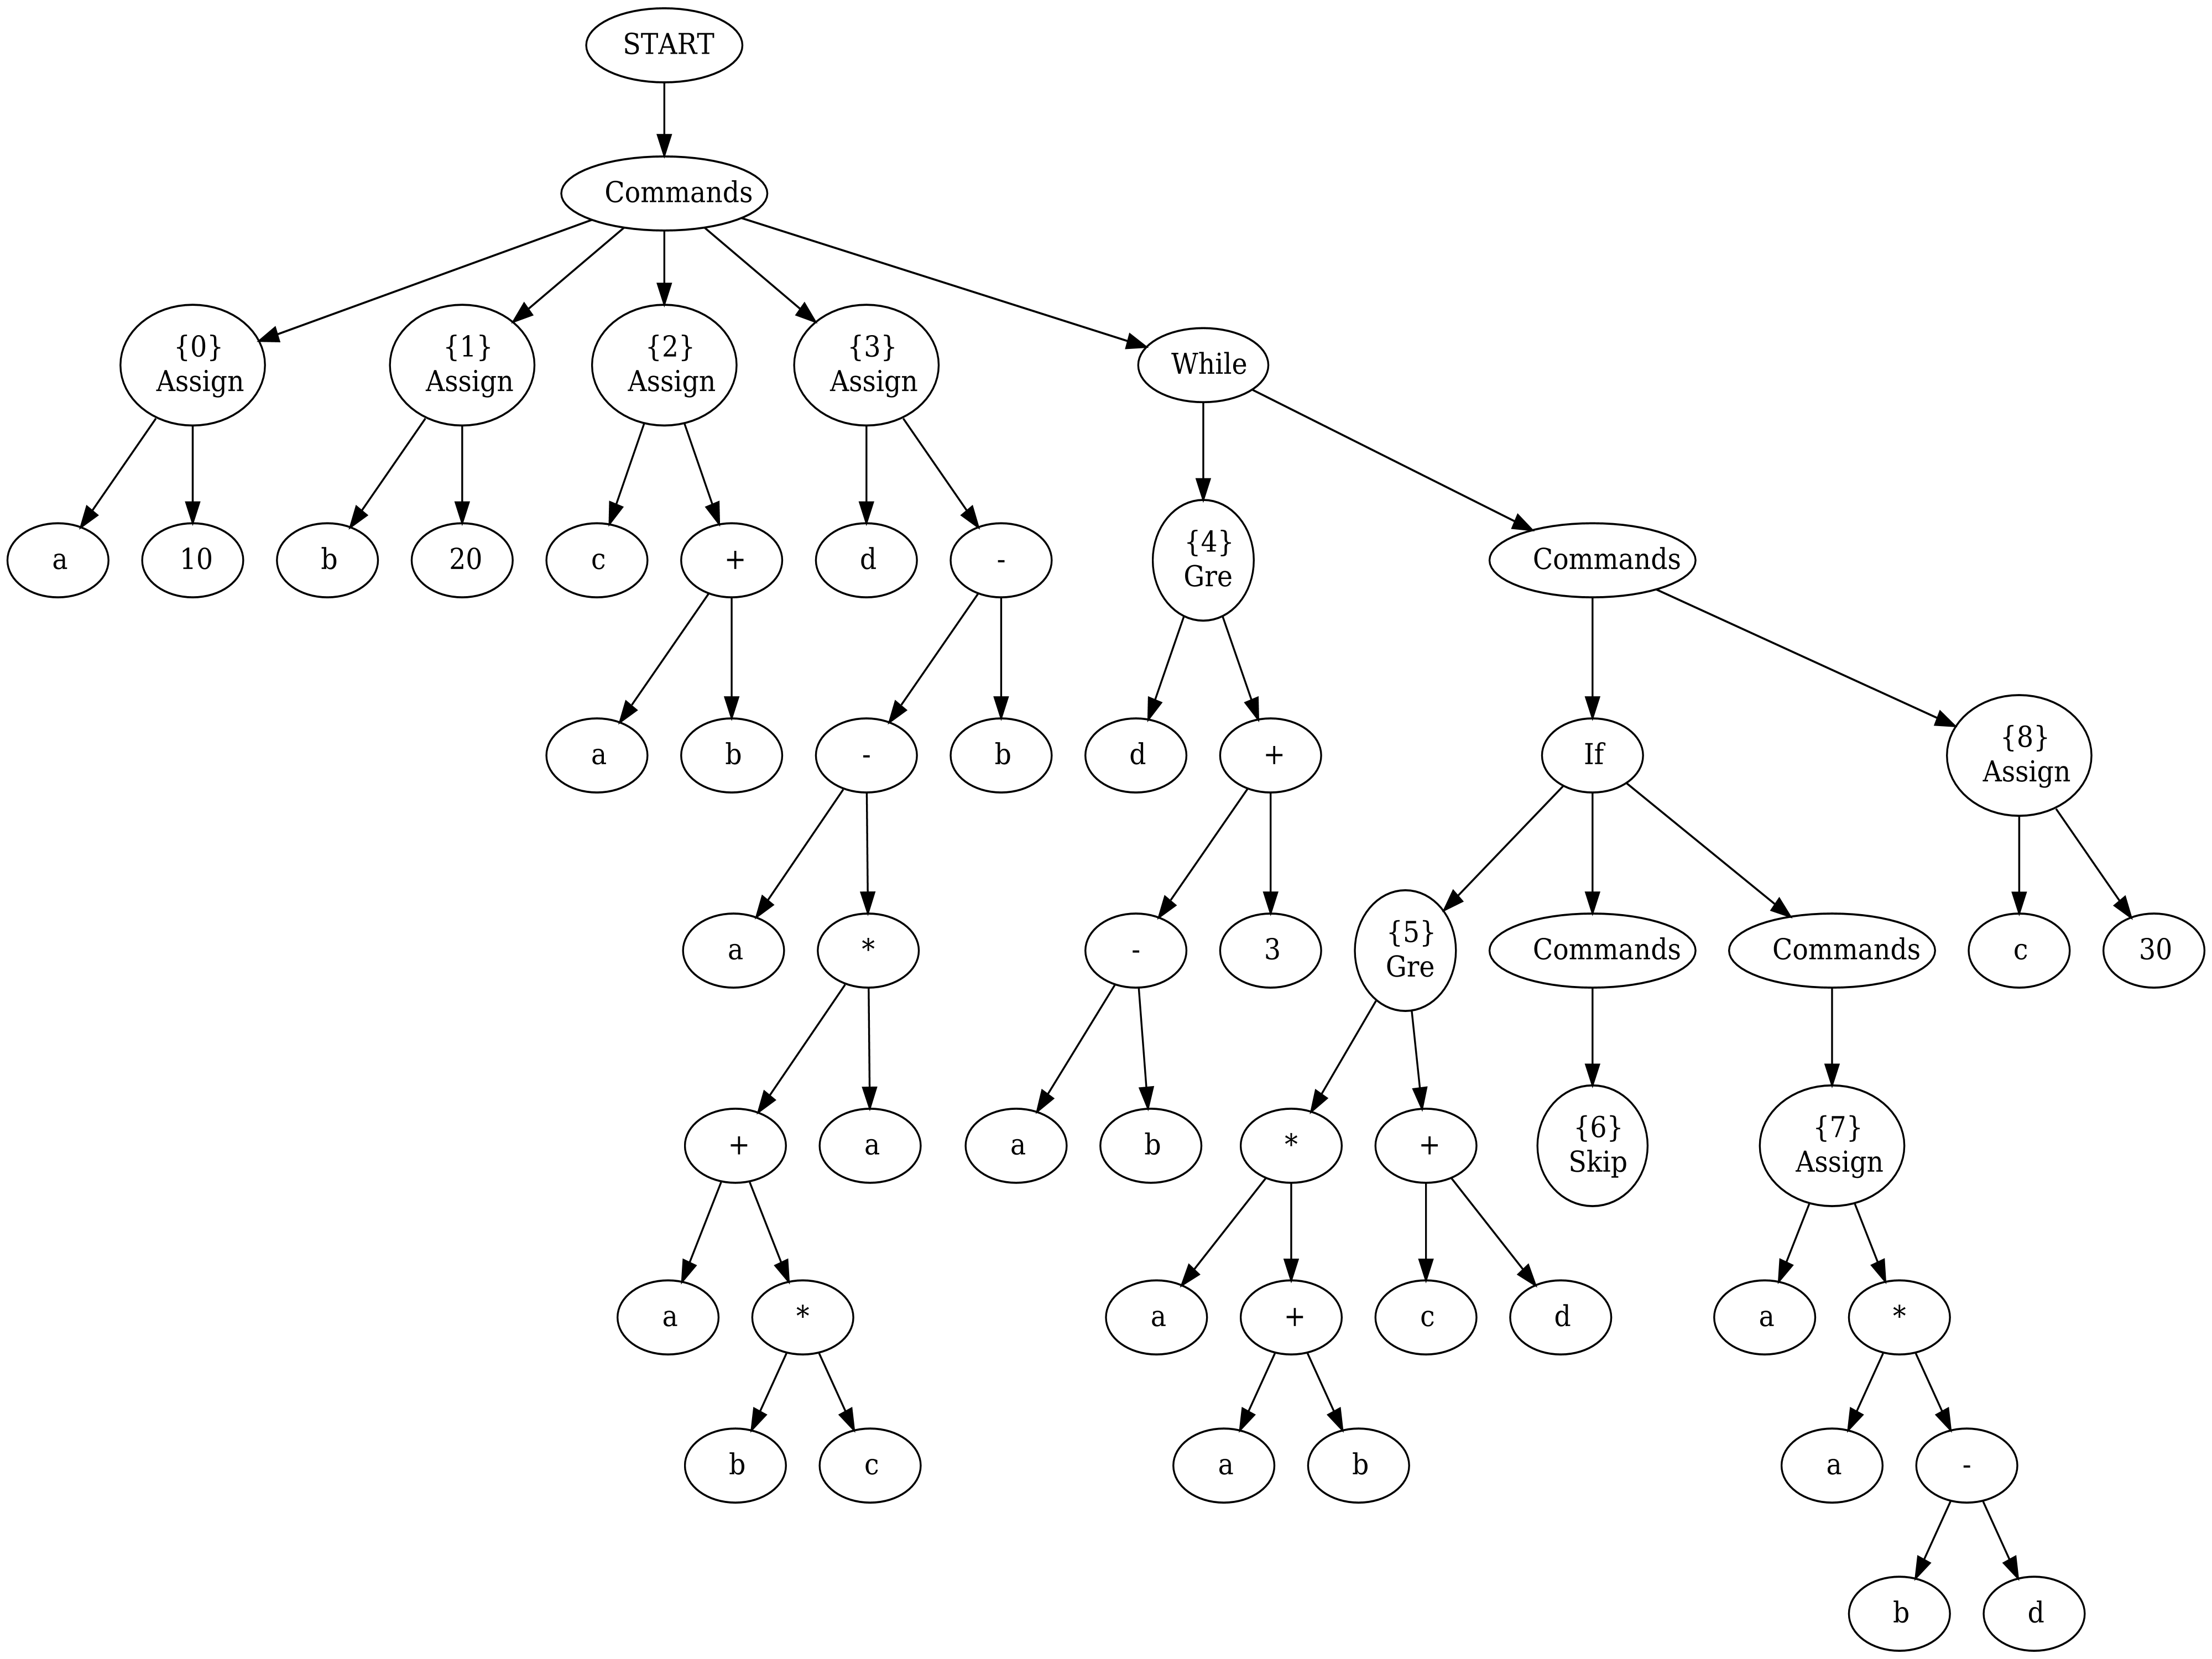 START
Commands
{0}
Assign
{1}
Assign
{2}
Assign
{3}
Assign
While
a
10
b
20
c
+
d
-
{4}
Gre
Commands
a
b
-
b
d
+
If
{8}
Assign
a
*
-
3
{5}
Gre
Commands
Commands
c
30
+
a
a
b
*
+
{6}
Skip
{7}
Assign
a
*
a
+
c
d
a
*
b
c
a
b
a
-
b
d